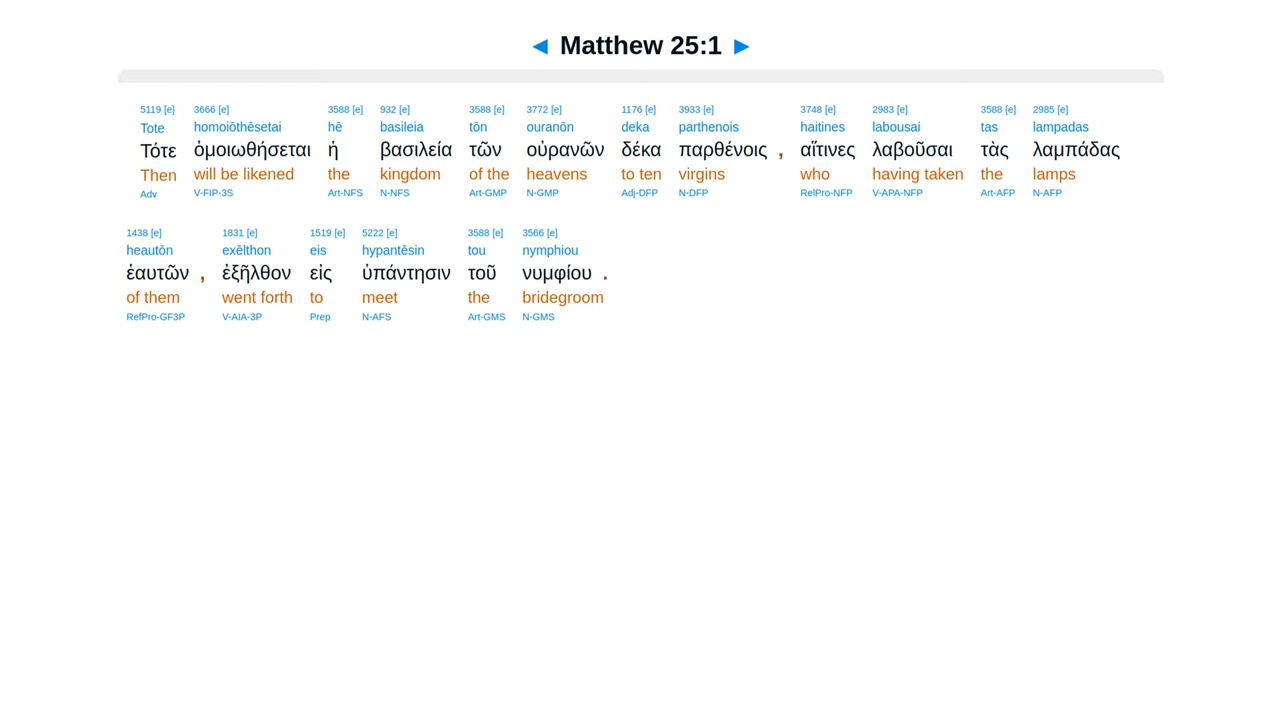 ◄ Matthew 25:1 ►
5119 [e] 3666 [e] 3588 [e] 932 [e] 3588 [e] 3772 [e] 1176 [e] 3933 [e] 3748 [e] 2983 [e] 3588 [e] 2985 [e]
Tote homoiōthēsetai hē basileia tōn ouranōn deka parthenois haitines labousai tas lampadas
Τότε ὁμοιωθήσεται ἡ βασιλεία τῶν οὐρανῶν δέκα παρθένοις , αἵτινες λαβοῦσαι τὰς λαμπάδας
Then will be likened the kingdom of the heavens to ten virgins who having taken the lamps
Adv V-FIP-3S Art-NFS N-NFS Art-GMP N-GMP Adj-DFP N-DFP RelPro-NFP V-APA-NFP Art-AFP N-AFP
1438 [e] 1831 [e] 1519 [e] 5222 [e] 3588 [e] 3566 [e]
heautōn exēlthon eis hypantēsin tou nymphiou
ἑαυτῶν , ἐξῆλθον εἰς ὑπάντησιν τοῦ νυμφίου .
of them went forth to meet the bridegroom
RefPro-GF3P V-AIA-3P Prep N-AFS Art-GMS N-GMS